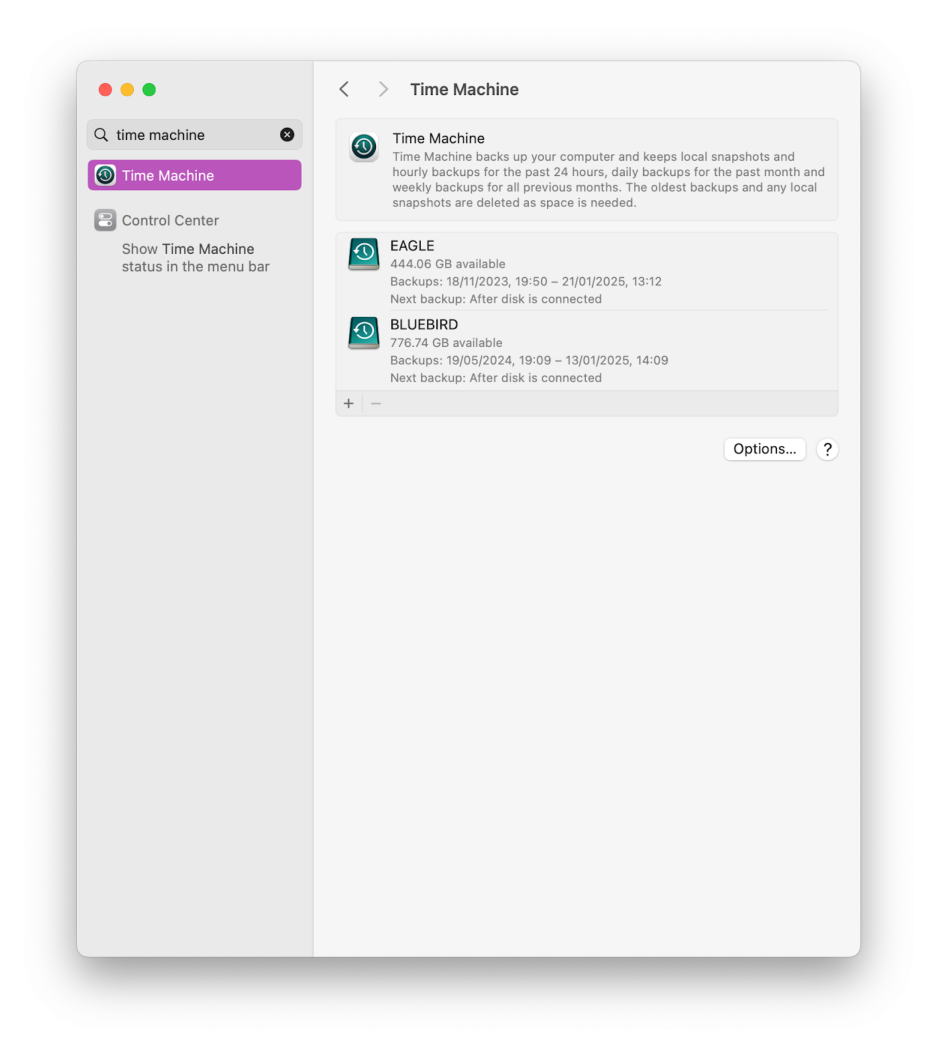 time machine
Time Machine
Control Center
Show Time Machine
status in the menu bar
Time Machine
Time Machine
Time Machine backs up your computer and keeps local snapshots and
hourly backups for the past 24 hours, daily backups for the past month and
weekly backups for all previous months. The oldest backups and any local
snapshots are deleted as space is needed.
EAGLE
444.06 GB available
Backups: 18/11/2023, 19:50 – 21/01/2025, 13:12
Next backup: After disk is connected
BLUEBIRD
776.74 GB available
Backups: 19/05/2024, 19:09 – 13/01/2025, 14:09
Next backup: After disk is connected
+ −
Options... ?